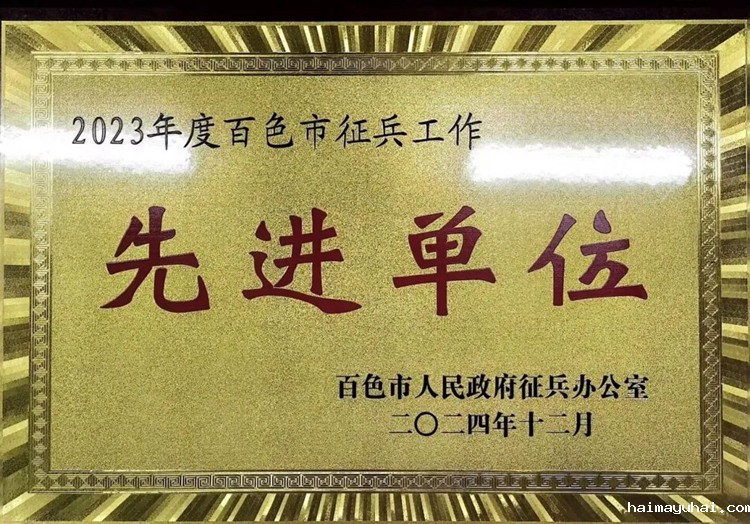 2023年度百色市征兵工作
先进单位
百色市人民政府征兵办公室
二〇二四年十二月
haimayuhai.com